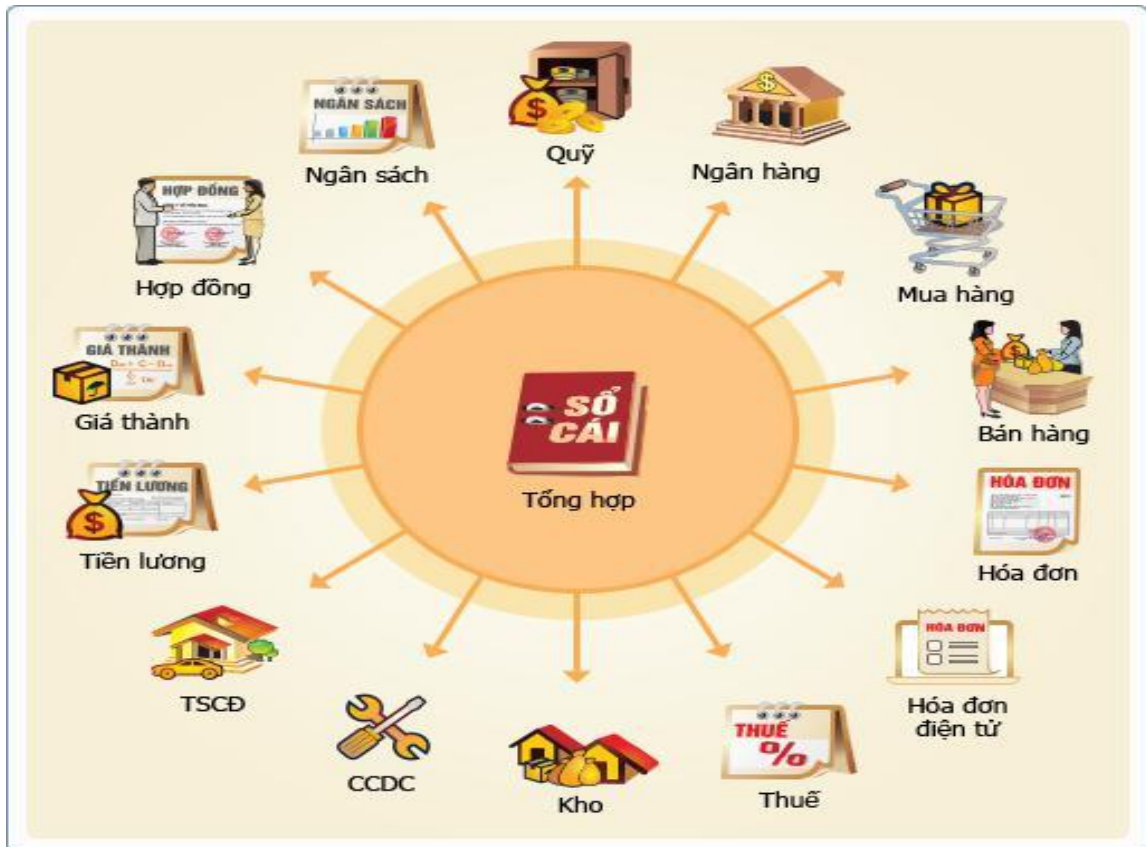 NGÂN SÁCH
Ngân sách
Quỹ
Ngân hàng
Mua hàng
Bán hàng
HÓA ĐƠN
Hóa đơn
HÓA ĐƠN
Hóa đơn
điện tử
THUẾ
%
Thuế
Kho
CCDC
TSCĐ
TIỀN LƯƠNG
Tiền lương
GIÁ THÀNH
Giá thành
HỢP ĐỒNG
Hợp đồng
SỔ
CÁI
Tổng hợp